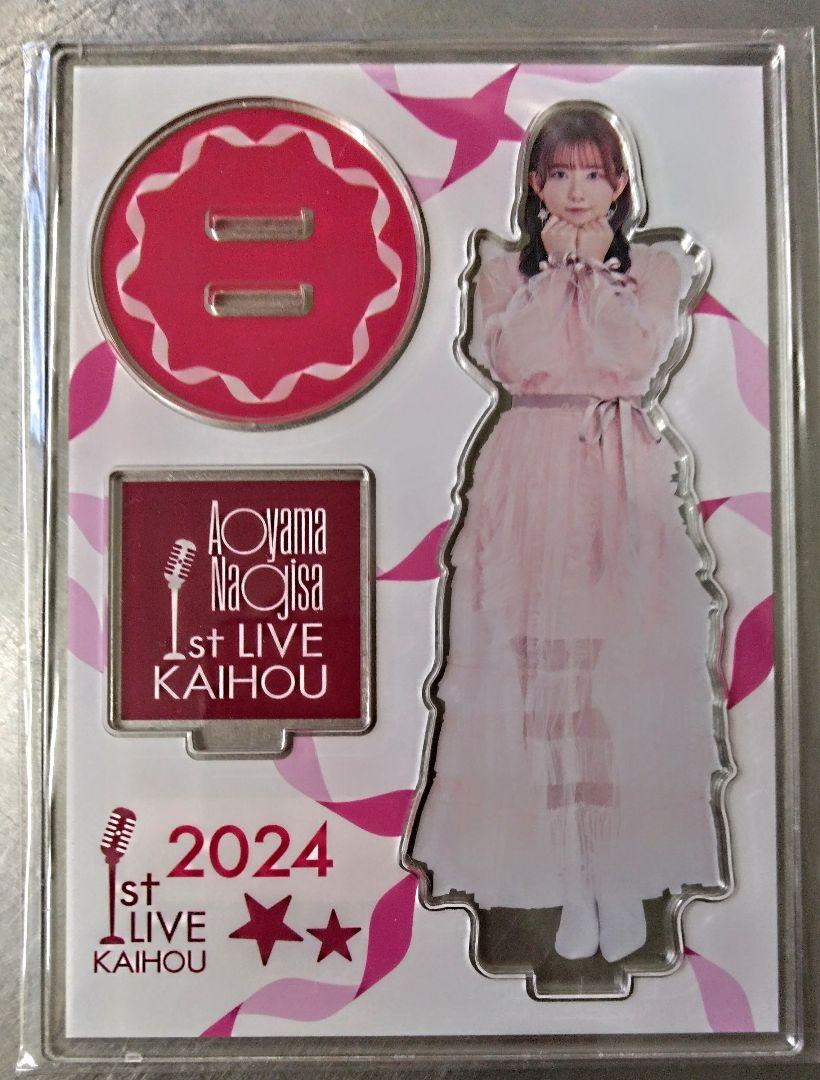 Aoyama
Nagisa
1st LIVE
KAIHOU
2024
1st
LIVE
KAIHOU